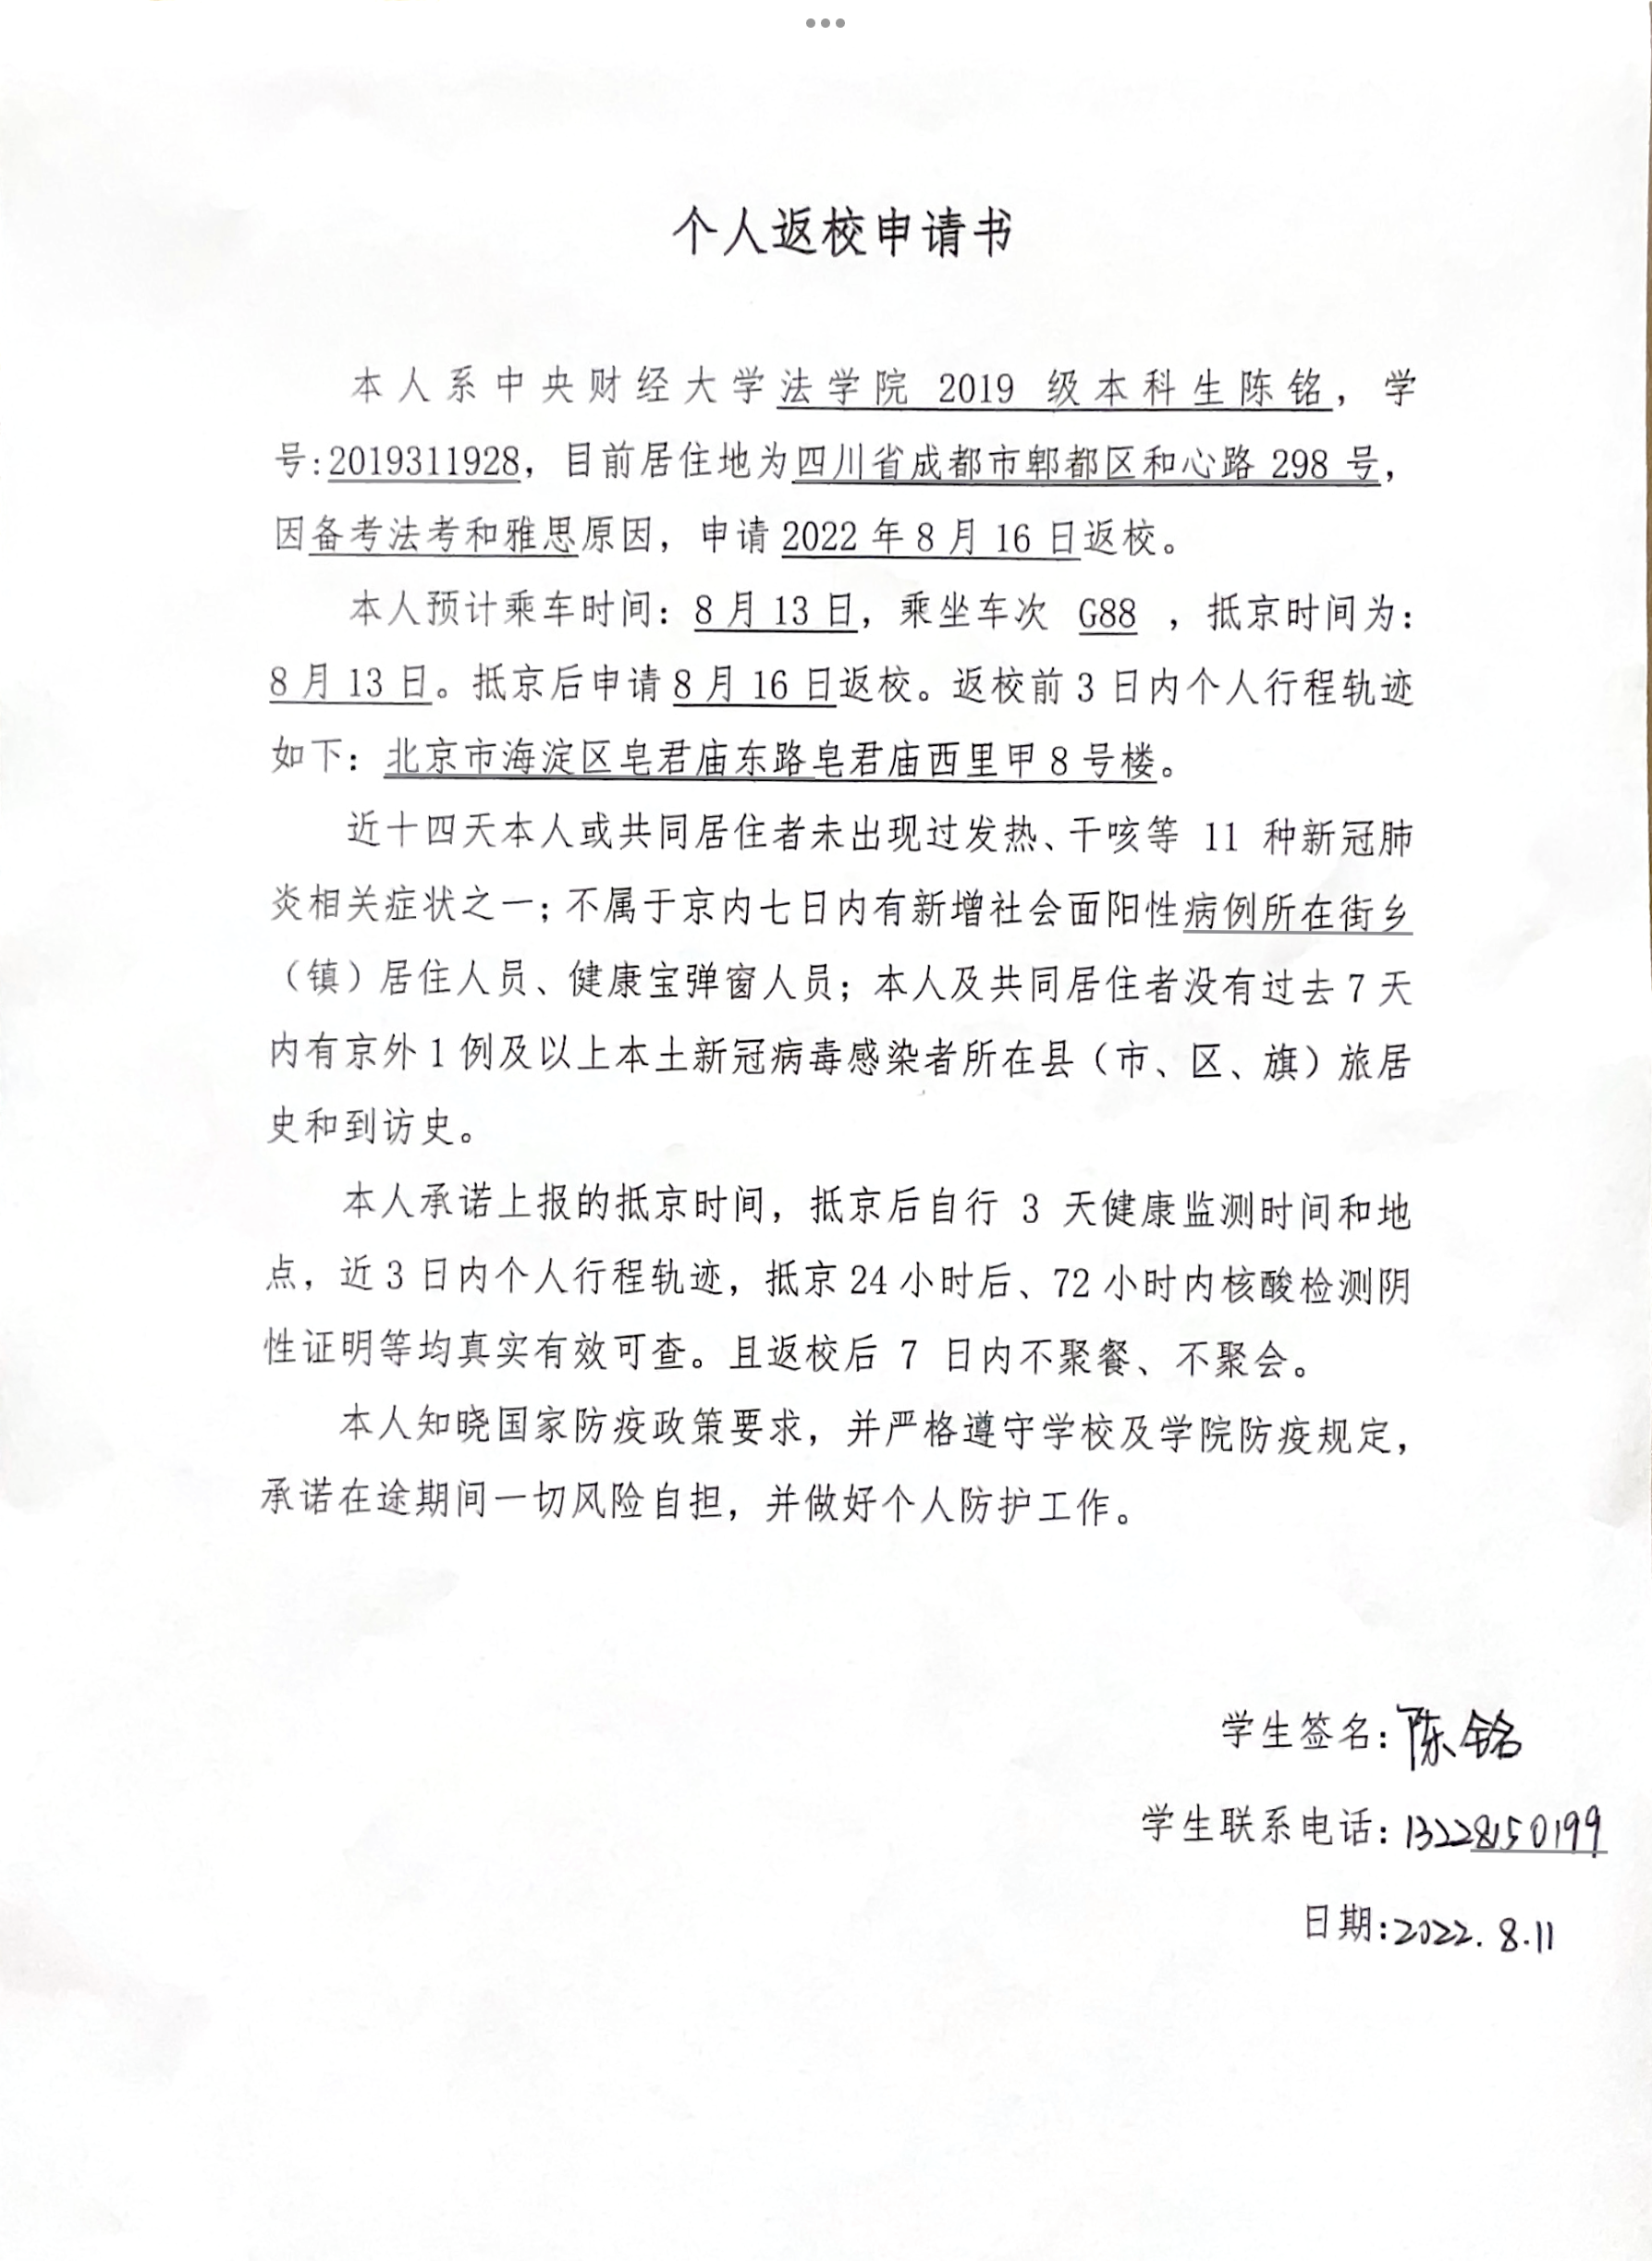 个人返校申请书
本人系中央财经大学法学院 2019 级本科生陈铭，学
号:2019311928，目前居住地为四川省成都市郫都区和心路 298 号，
因备考法考和雅思原因，申请 2022 年 8 月 16 日返校。
本人预计乘车时间：8 月 13 日，乘坐车次 G88 ，抵京时间为：
8 月 13 日。抵京后申请 8 月 16 日返校。返校前 3 日内个人行程轨迹
如下：北京市海淀区皂君庙东路皂君庙西里甲 8 号楼。
近十四天本人或共同居住者未出现过发热、干咳等 11 种新冠肺
炎相关症状之一；不属于京内七日内有新增社会面阳性病例所在街乡
（镇）居住人员、健康宝弹窗人员；本人及共同居住者没有过去 7 天
内有京外 1 例及以上本土新冠病毒感染者所在县（市、区、旗）旅居
史和到访史。
本人承诺上报的抵京时间，抵京后自行 3 天健康监测时间和地
点，近 3 日内个人行程轨迹，抵京 24 小时后、72 小时内核酸检测阴
性证明等均真实有效可查。且返校后 7 日内不聚餐、不聚会。
本人知晓国家防疫政策要求，并严格遵守学校及学院防疫规定，
承诺在途期间一切风险自担，并做好个人防护工作。
学生签名：陈铭
学生联系电话：13228150199
日期：2022.8.11